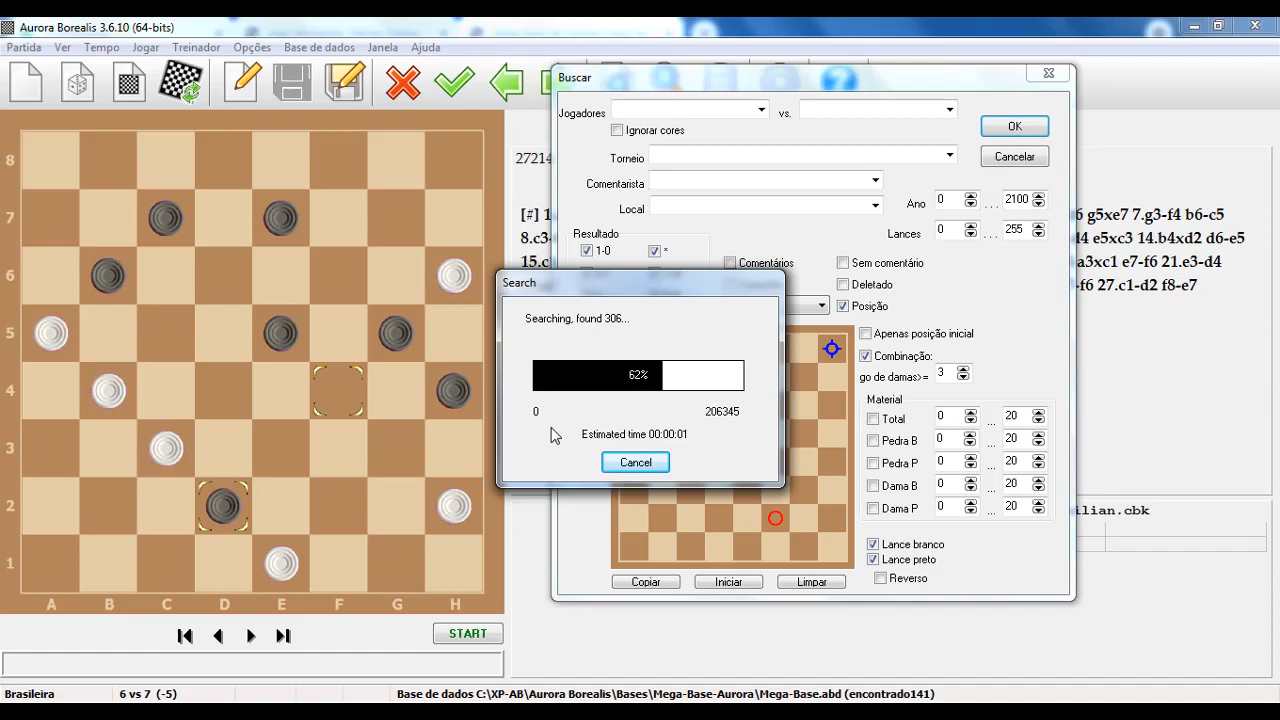 Aurora Borealis 3.6.10 (64-bits)
Partida Ver Tempo Jogar Treinador Opções Base de dados Janela Ajuda
Buscar
Jogadores vs. OK
Ignorar cores
Torneio Cancelar
Comentarista
Local Ano 0 ... 2100
Lances 0 ... 255
Resultado
1-0 *
Comentários Sem comentário
Deletado
Posição
Apenas posição inicial
Combinação:
go de damas>= 3
Material
Total 0 ... 20
Pedra B 0 ... 20
Pedra P 0 ... 20
Dama B 0 ... 20
Dama P 0 ... 20
Lance branco
Lance preto
Reverso
Copiar Iniciar Limpar
Search
Searching, found 306...
62%
0 206345
Estimated time 00:00:01
Cancel
27214
[#] 1 6 g5xe7 7.g3-f4 b6-c5
8.c3- d4 e5xc3 14.b4xd2 d6-e5
15.c a3xc1 e7-f6 21.e3-d4
-f6 27.c1-d2 f8-e7
ilian.cbk
8
7
6
5
4
3
2
1
A B C D E F G H
START
Brasileira 6 vs 7 (-5) Base de dados C:\XP-AB\Aurora Borealis\Bases\Mega-Base-Aurora\Mega-Base.abd (encontrado141)